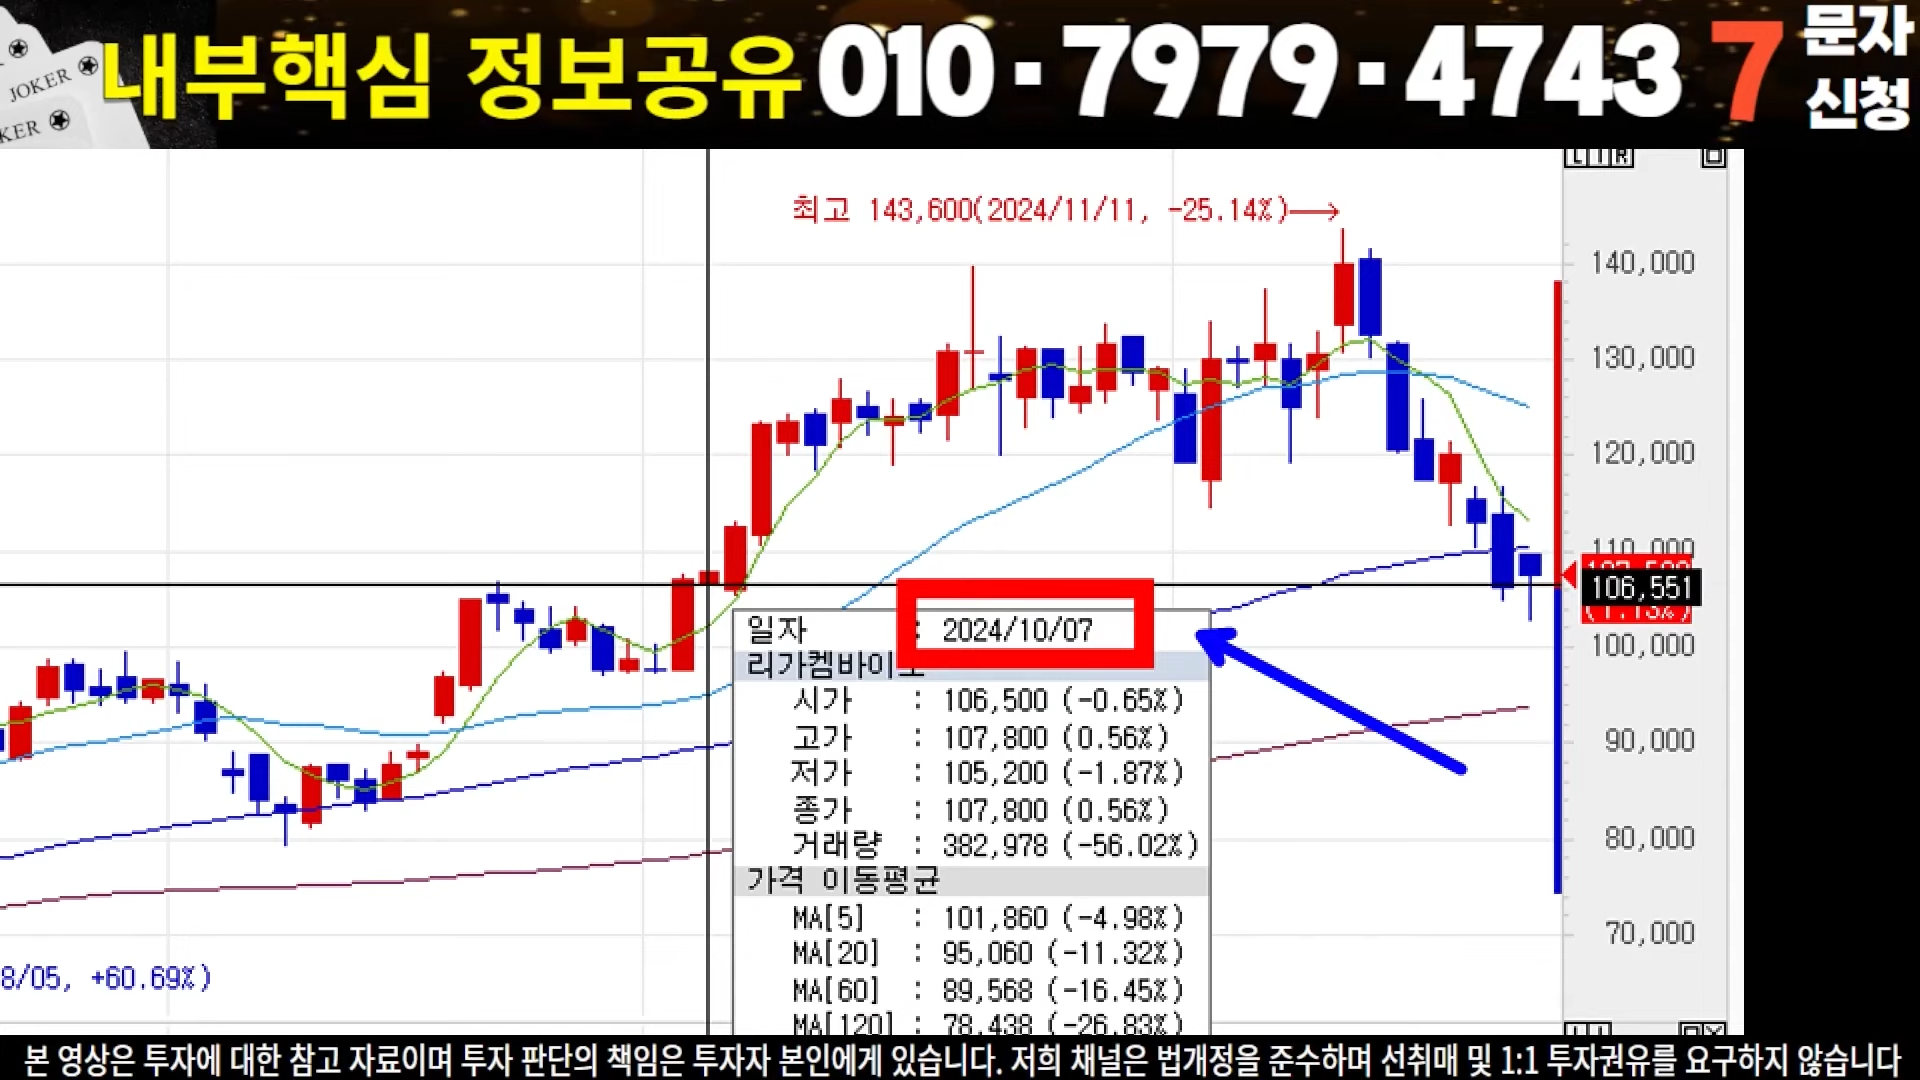 JOKER
KER
내부핵심 정보공유 010·7979·4743 7 문자
신청
L I R
최고 143,600(2024/11/11, -25.14%)→
140,000
130,000
120,000
110,000
106,551
100,000
90,000
80,000
70,000
일자 : 2024/10/07
리가켐바이오
시가 : 106,500 (-0.65%)
고가 : 107,800 (0.56%)
저가 : 105,200 (-1.87%)
종가 : 107,800 (0.56%)
거래량 : 382,978 (-56.02%)
가격 이동평균
MA[5] : 101,860 (-4.98%)
MA[20] : 95,060 (-11.32%)
MA[60] : 89,568 (-16.45%)
MA[120] : 78,438 (-26.83%)
8/05, +60.69%)
본 영상은 투자에 대한 참고 자료이며 투자 판단의 책임은 투자자 본인에게 있습니다. 저희 채널은 법개정을 준수하며 선취매 및 1:1 투자권유를 요구하지 않습니다